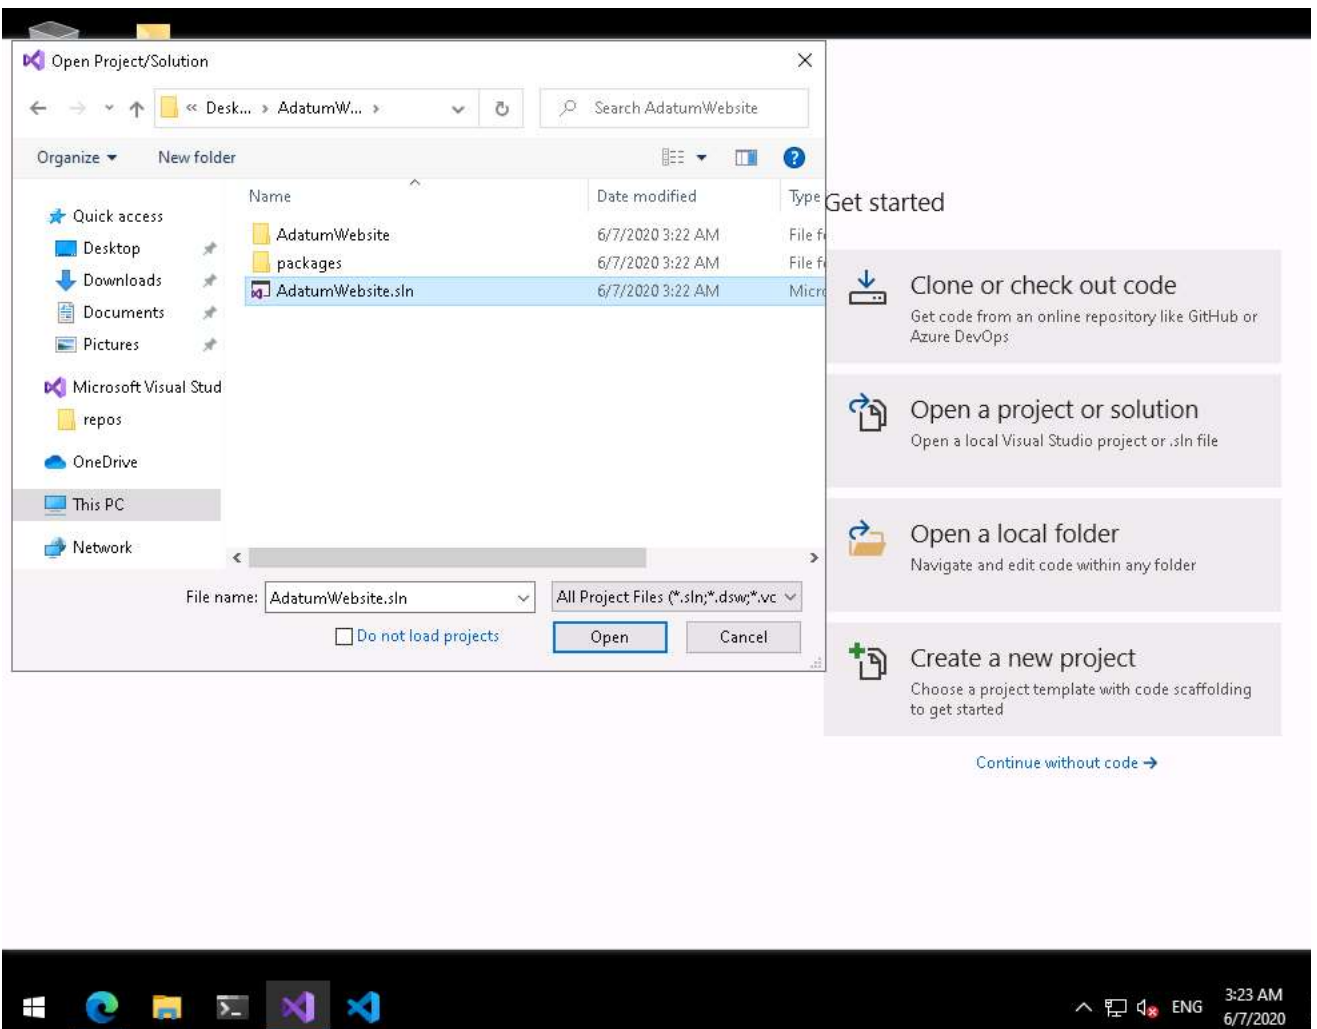 Open Project/Solution
« Desk... › AdatumW... ›
Search AdatumWebsite
Organize
New folder
Name
Date modified
Type
Quick access
Desktop
Downloads
Documents
Pictures
Microsoft Visual Stud
repos
OneDrive
This PC
Network
AdatumWebsite
6/7/2020 3:22 AM
File f
packages
6/7/2020 3:22 AM
File f
AdatumWebsite.sln
6/7/2020 3:22 AM
Micr
File name:
AdatumWebsite.sln
All Project Files (*.sln;*.dsw;*.vc
Do not load projects
Open
Cancel
Get started
Clone or check out code
Get code from an online repository like GitHub or
Azure DevOps
Open a project or solution
Open a local Visual Studio project or .sln file
Open a local folder
Navigate and edit code within any folder
Create a new project
Choose a project template with code scaffolding
to get started
Continue without code →
ENG
3:23 AM
6/7/2020